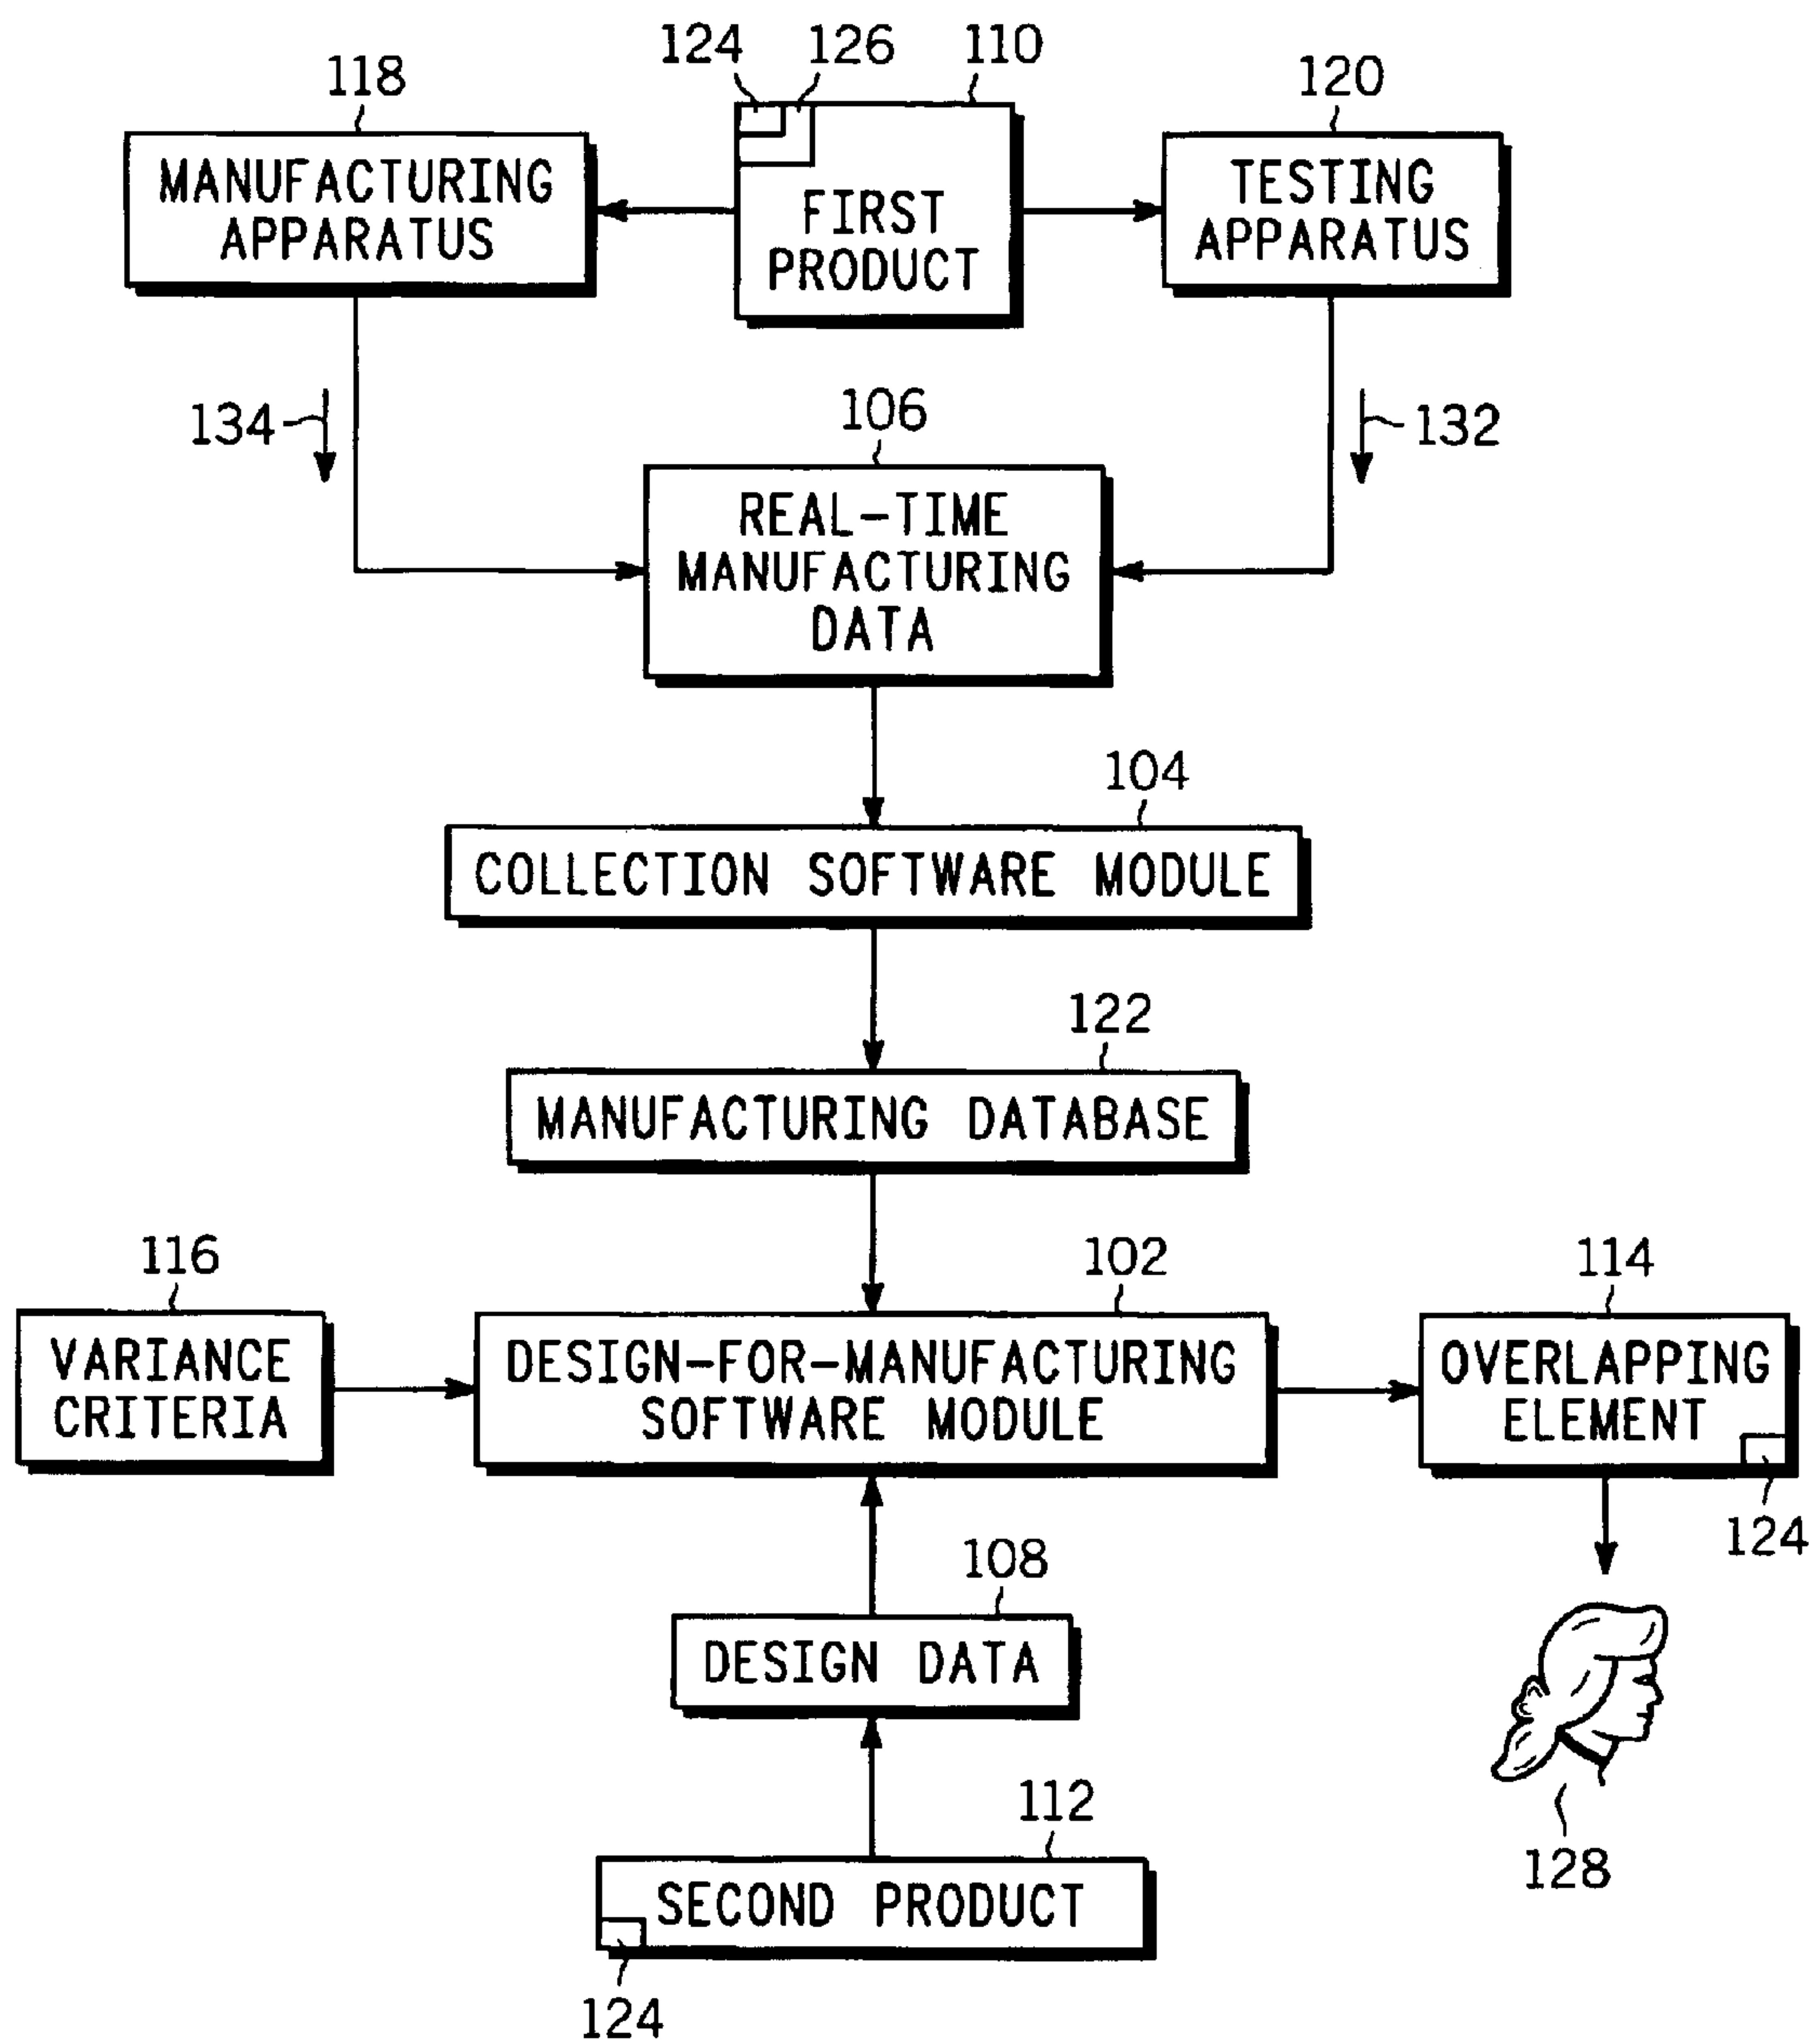 124 126 110
118
120
MANUFACTURING
APPARATUS
FIRST
PRODUCT
TESTING
APPARATUS
134
106
132
REAL-TIME
MANUFACTURING
DATA
104
COLLECTION SOFTWARE MODULE
122
MANUFACTURING DATABASE
116
102
114
VARIANCE
CRITERIA
DESIGN-FOR-MANUFACTURING
SOFTWARE MODULE
OVERLAPPING
ELEMENT
124
108
DESIGN DATA
112
128
SECOND PRODUCT
124